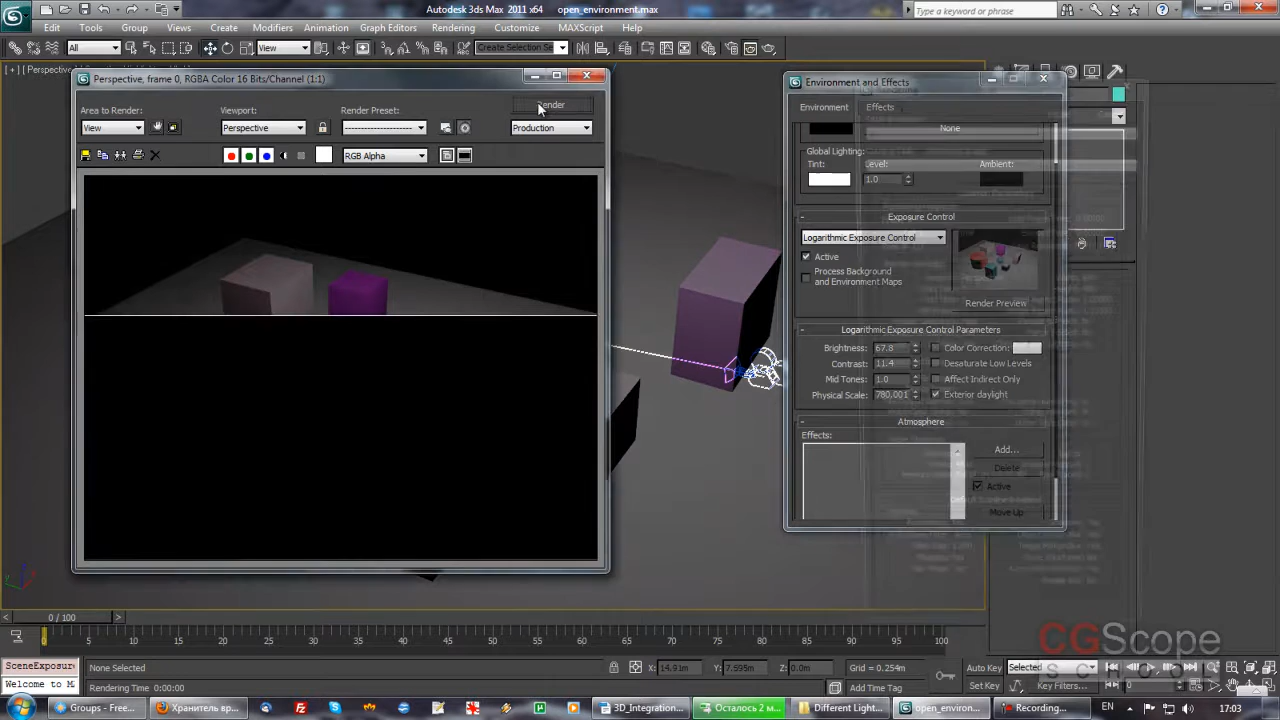 Autodesk 3ds Max 2011 x64 open_environment.max
Type a keyword or phrase
Edit Tools Group Views Create Modifiers Animation Graph Editors Rendering Customize MAXScript Help
All View Create Selection Se
[ + ] [ Perspective
Perspective, frame 0, RGBA Color 16 Bits/Channel (1:1)
Area to Render: Viewport: Render Preset: Render
View Perspective Production
RGB Alpha
Environment and Effects
Environment Effects
None
Global Lighting:
Tint: Level: Ambient:
1.0
Exposure Control
Logarithmic Exposure Control
Active
Process Background
and Environment Maps
Render Preview
Logarithmic Exposure Control Parameters
Brightness: 67.8 Color Correction:
Contrast: 11.4 Desaturate Low Levels
Mid Tones: 1.0 Affect Indirect Only
Physical Scale: 780,001 Exterior daylight
Atmosphere
Effects:
Add...
Delete
Active
Move Up
0 / 100
0 5 10 15 20 25 30 35 40 45 50 55 60 65 70 75 80 85 90 95 100
CGScope
SCHOOL
SceneExposur None Selected X: 14.91m Y: 7.595m Z: 0.0m Grid = 0.254m Auto Key Selected
Welcome to M Rendering Time 0:00:00 Add Time Tag Set Key Key Filters... 0
Groups - Free... Хранитель вр... 3D_Integration... Осталось 2 м... Different Light... open_environ... Recording... EN 17:03